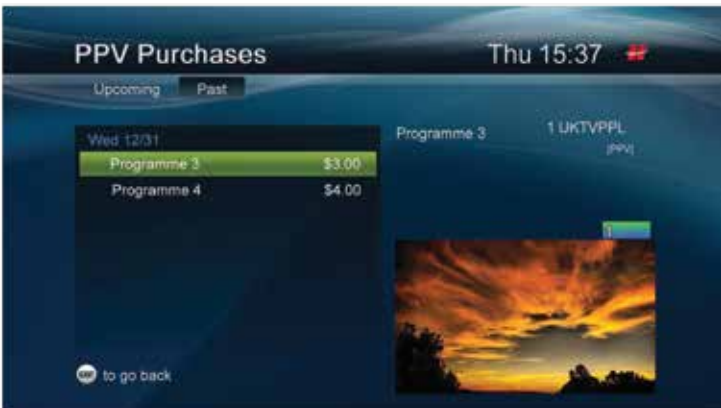 PPV Purchases
Thu 15:37
Upcoming
Past
Wed 12/31
Programme 3 $3.00
Programme 4 $4.00
to go back
Programme 3
1 UKTVPPL
[PPV]
1